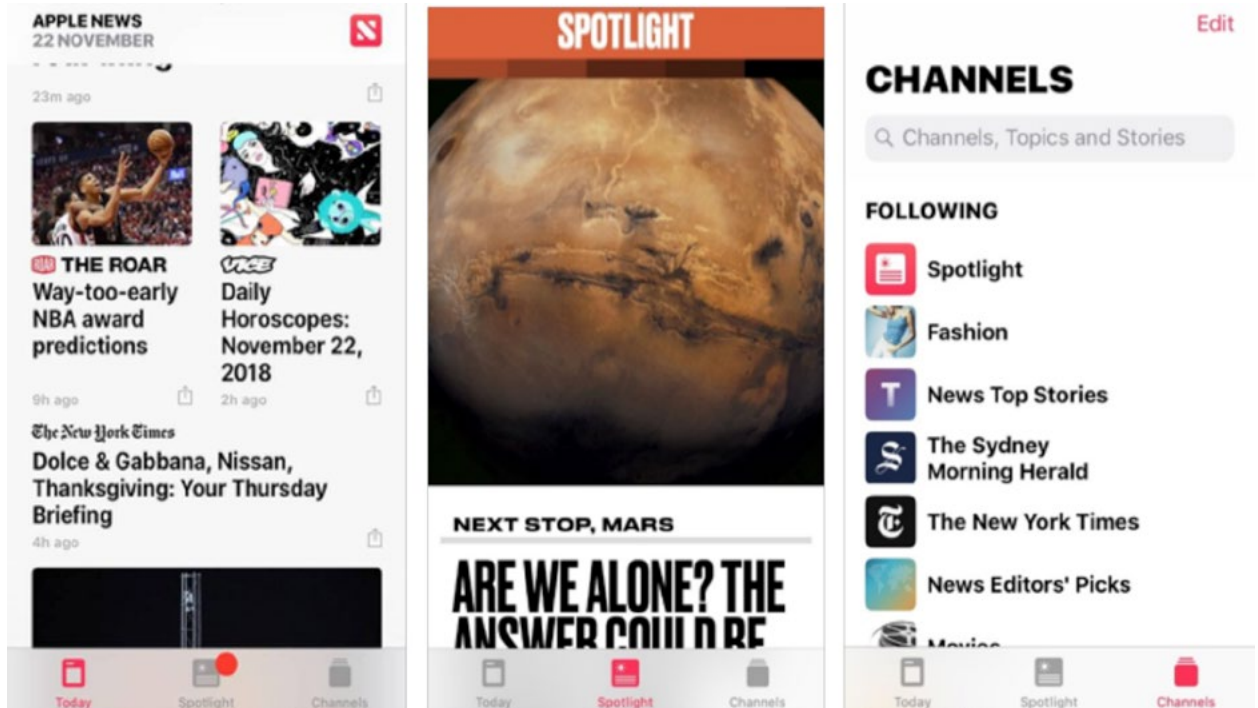 APPLE NEWS
22 NOVEMBER
23m ago
THE ROAR
Way-too-early
NBA award
predictions
9h ago
VICE
Daily
Horoscopes:
November 22,
2018
2h ago
The New York Times
Dolce & Gabbana, Nissan,
Thanksgiving: Your Thursday
Briefing
4h ago
Today
Spotlight
Channels
SPOTLIGHT
NEXT STOP, MARS
ARE WE ALONE? THE
ANSWER COULD BE
Today
Spotlight
Channels
Edit
CHANNELS
Channels, Topics and Stories
FOLLOWING
Spotlight
Fashion
T
News Top Stories
The Sydney
Morning Herald
The New York Times
News Editors' Picks
Movies
Today
Spotlight
Channels